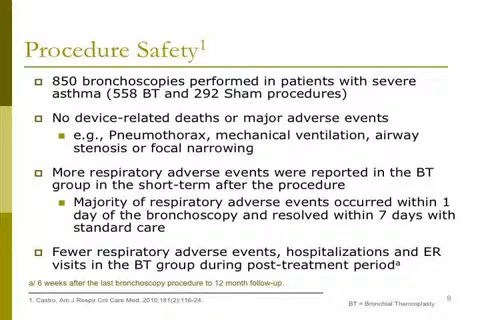 Procedure Safety1
850 bronchoscopies performed in patients with severe
asthma (558 BT and 292 Sham procedures)
No device-related deaths or major adverse events
e.g., Pneumothorax, mechanical ventilation, airway
stenosis or focal narrowing
More respiratory adverse events were reported in the BT
group in the short-term after the procedure
Majority of respiratory adverse events occurred within 1
day of the bronchoscopy and resolved within 7 days with
standard care
Fewer respiratory adverse events, hospitalizations and ER
visits in the BT group during post-treatment perioda
a/ 6 weeks after the last bronchoscopy procedure to 12 month follow-up.
1. Castro, Am J Respir Crit Care Med. 2010;181(2):116-24.
BT = Bronchial Thermoplasty
9